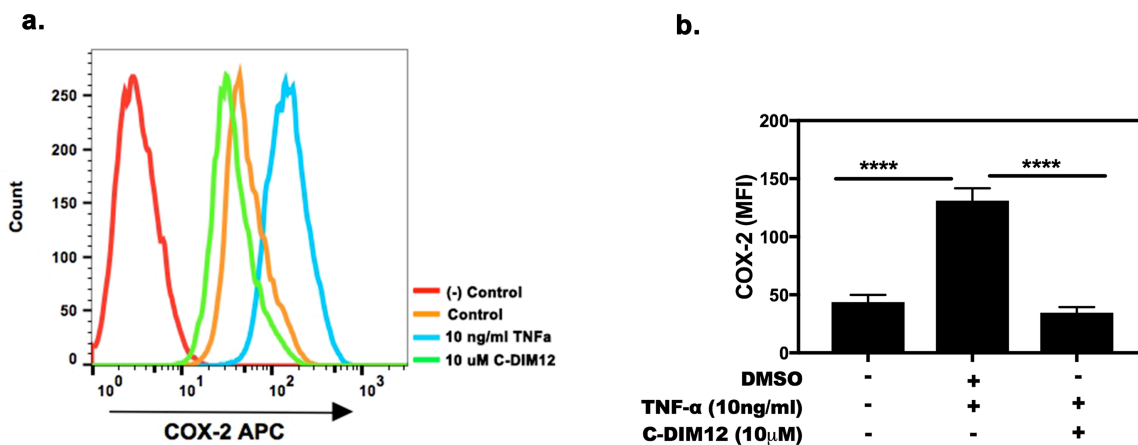 a.
Count
250
200
150
100
50
0
10^0
10^1
10^2
10^3
COX-2 APC
(-) Control
Control
10 ng/ml TNFa
10 uM C-DIM12
b.
COX-2 (MFI)
200
150
100
50
0
****
****
DMSO - + -
TNF-α (10ng/ml) - + +
C-DIM12 (10μM) - - +